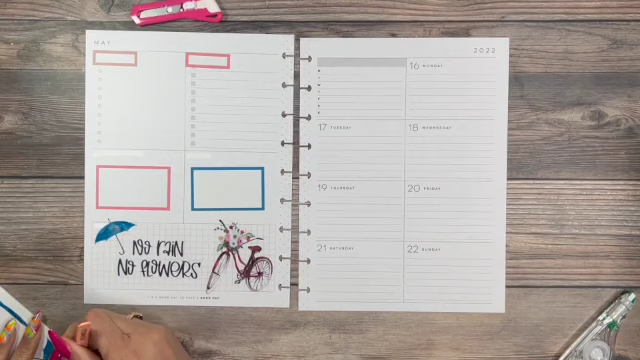 MAY
No rain
No flowers
2022
16 MONDAY
17 TUESDAY
18 WEDNESDAY
19 THURSDAY
20 FRIDAY
21 SATURDAY
22 SUNDAY